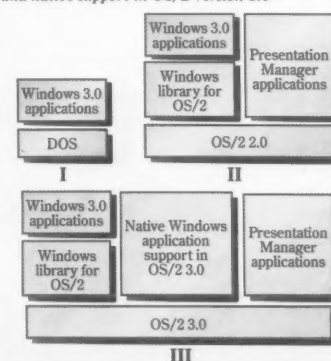 and native support in OS/2 version 3.0
Windows 3.0
applications
DOS
I
Windows 3.0
applications
Windows
library for
OS/2
Presentation
Manager
applications
OS/2 2.0
II
Windows 3.0
applications
Windows
library for
OS/2
Native Windows
application
support in
OS/2 3.0
Presentation
Manager
applications
OS/2 3.0
III